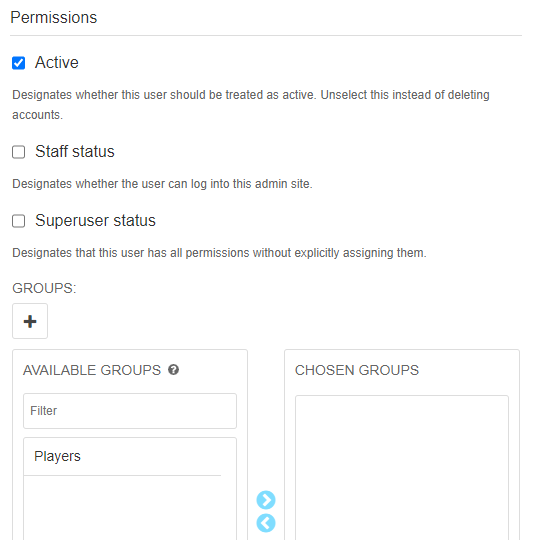 Permissions
Active
Designates whether this user should be treated as active. Unselect this instead of deleting
accounts.
Staff status
Designates whether the user can log into this admin site.
Superuser status
Designates that this user has all permissions without explicitly assigning them.
GROUPS:
AVAILABLE GROUPS
CHOSEN GROUPS
Filter
Players